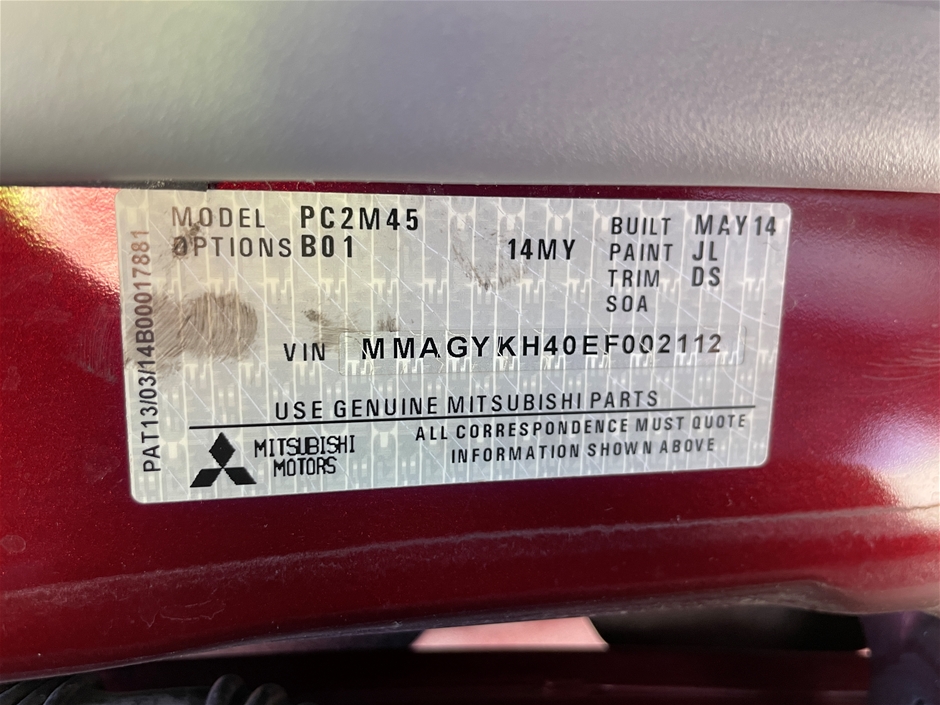 MODEL PC2M45
OPTIONS B01 14MY
BUILT MAY14
PAINT JL
TRIM DS
SOA
VIN MMAGYKH40EF002112
USE GENUINE MITSUBISHI PARTS
MITSUBISHI
MOTORS
ALL CORRESPONDENCE MUST QUOTE
INFORMATION SHOWN ABOVE
PAT13/03/14B00017881